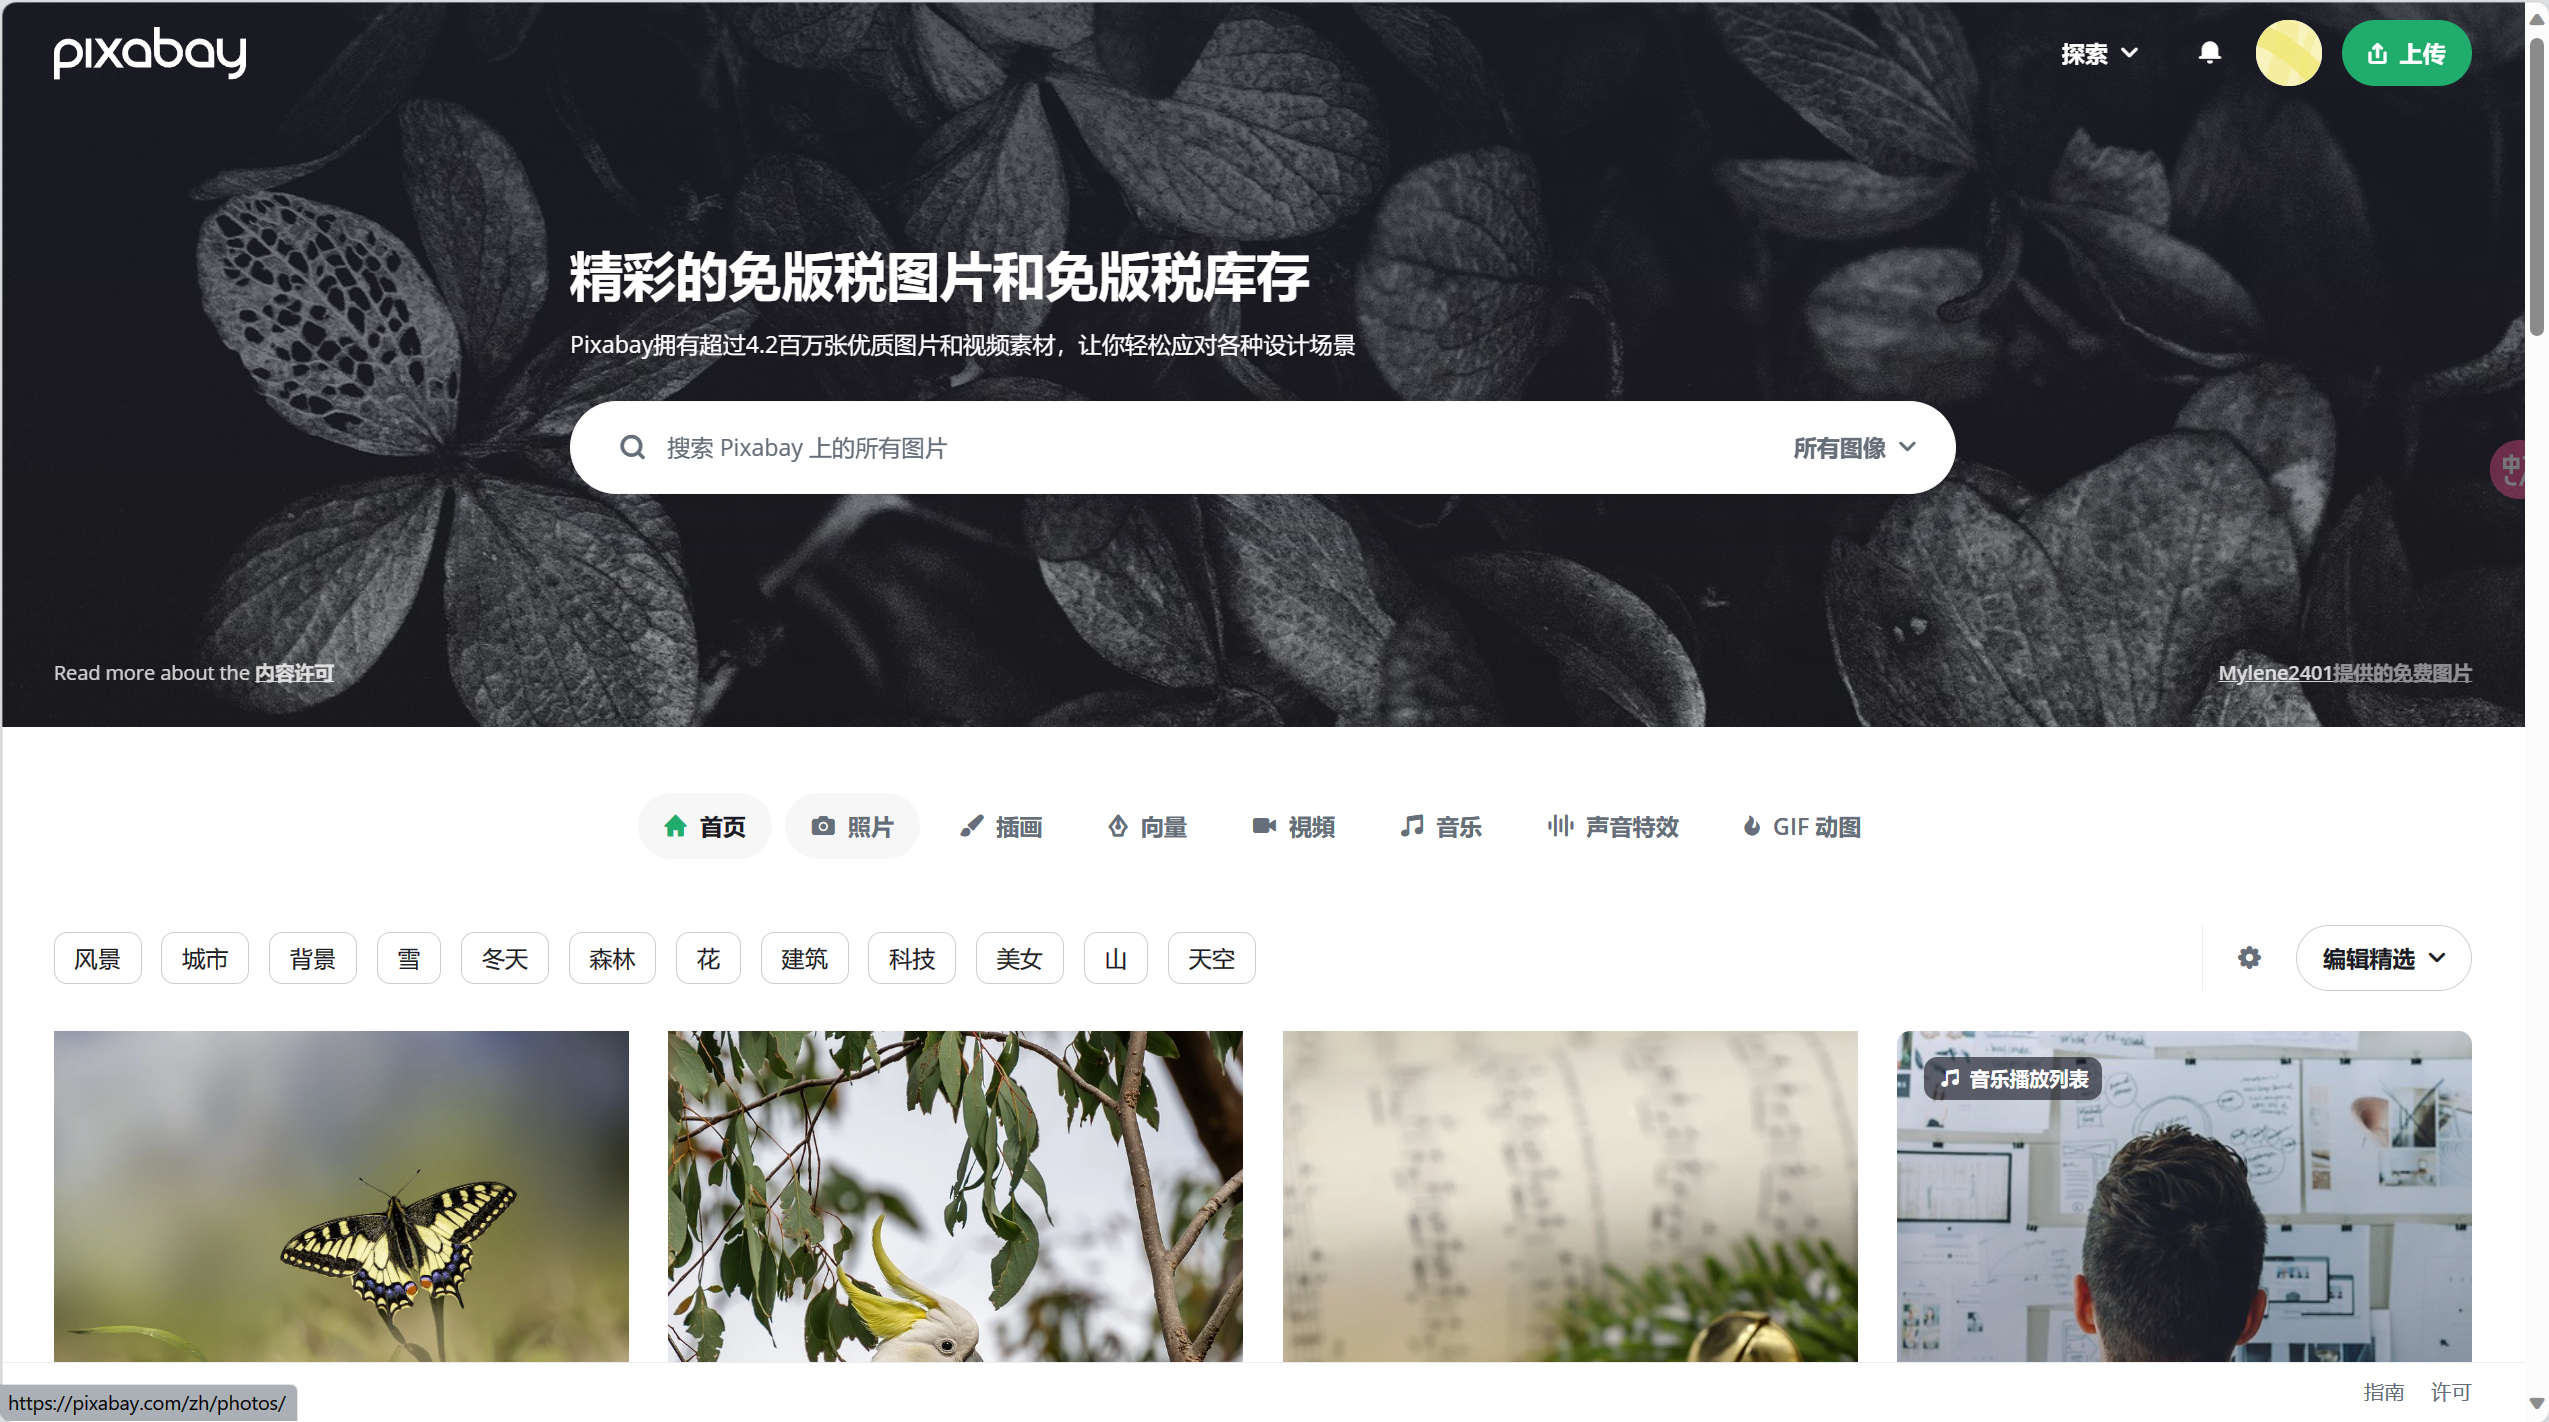 pixabay
探索
上传
精彩的免版税图片和免版税库存
Pixabay拥有超过4.2百万张优质图片和视频素材，让你轻松应对各种设计场景
搜索 Pixabay 上的所有图片
所有图像
Read more about the 内容许可
Mylene2401提供的免费图片
首页
照片
插画
向量
視頻
音乐
声音特效
GIF 动图
风景
城市
背景
雪
冬天
森林
花
建筑
科技
美女
山
天空
编辑精选
音乐播放列表
指南
许可
https://pixabay.com/zh/photos/